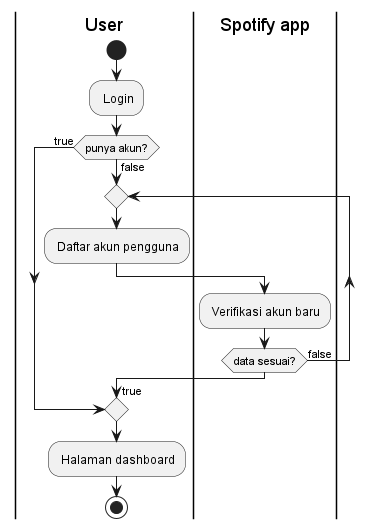 User
Spotify app
Login
punya akun?
true
false
Daftar akun pengguna
Verifikasi akun baru
data sesuai?
false
true
Halaman dashboard